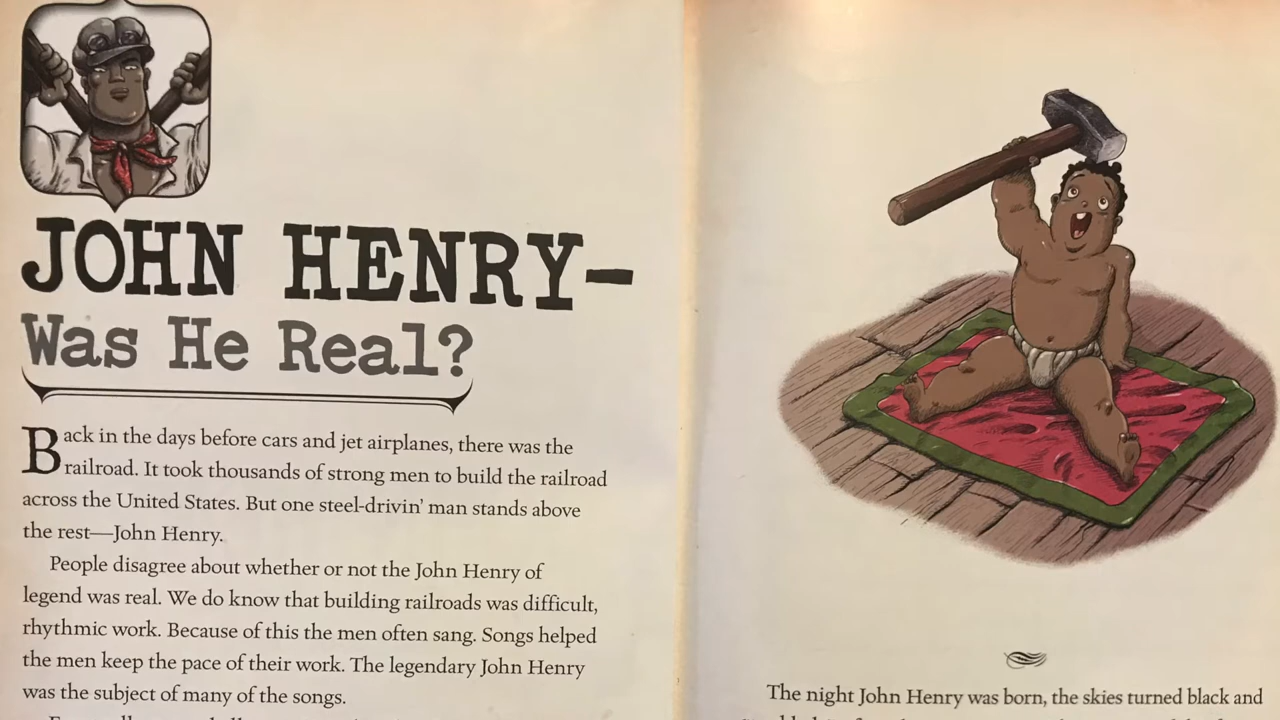 JOHN HENRY–
Was He Real?
Back in the days before cars and jet airplanes, there was the
railroad. It took thousands of strong men to build the railroad
across the United States. But one steel-drivin’ man stands above
the rest—John Henry.
People disagree about whether or not the John Henry of
legend was real. We do know that building railroads was difficult,
rhythmic work. Because of this the men often sang. Songs helped
the men keep the pace of their work. The legendary John Henry
was the subject of many of the songs.
The night John Henry was born, the skies turned black and